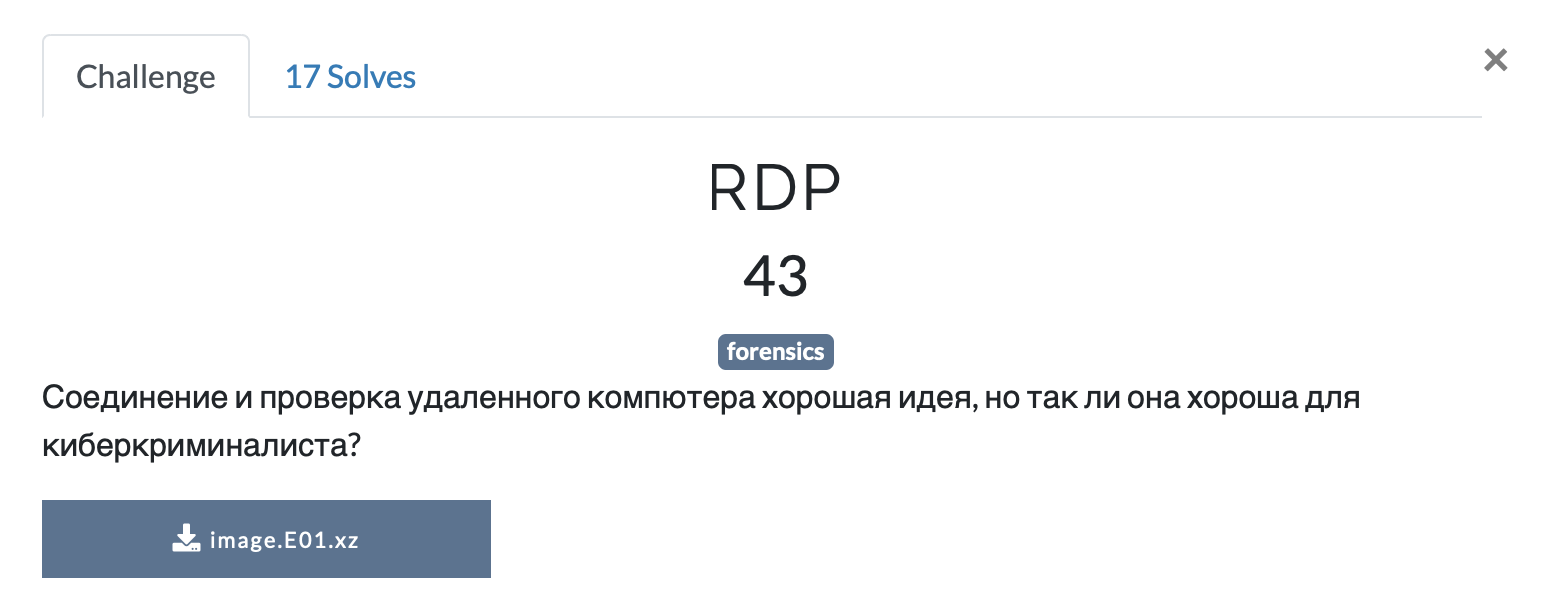 Challenge
17 Solves
×
RDP
43
forensics
Соединение и проверка удаленного компютера хорошая идея, но так ли она хороша для
киберкриминалиста?
image.E01.xz